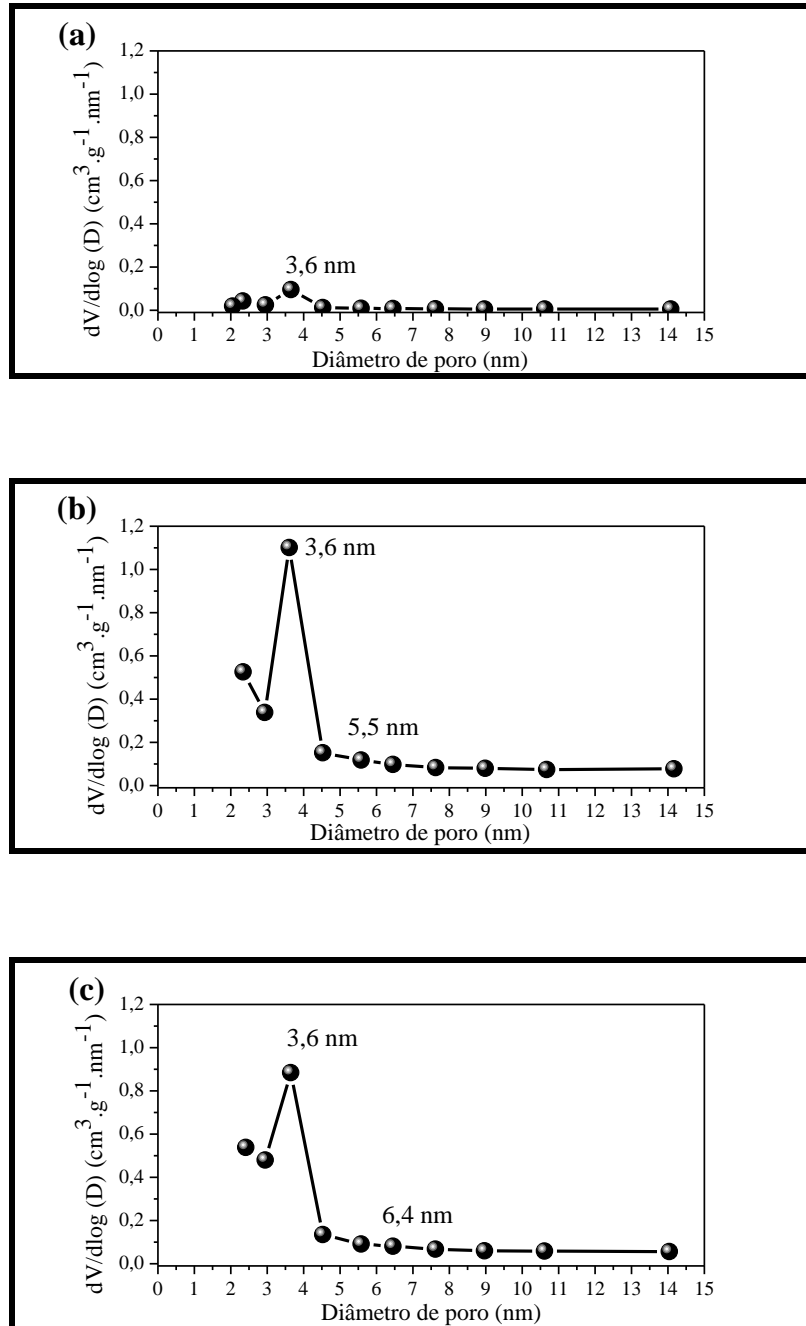 (a)
dV/dlog (D) (cm³.g⁻¹.nm⁻¹)
1,2
1,0
0,8
0,6
0,4
0,2
0,0
3,6 nm
0 1 2 3 4 5 6 7 8 9 10 11 12 13 14 15
Diâmetro de poro (nm)
(b)
dV/dlog (D) (cm³.g⁻¹.nm⁻¹)
1,2
1,0
0,8
0,6
0,4
0,2
0,0
3,6 nm
5,5 nm
0 1 2 3 4 5 6 7 8 9 10 11 12 13 14 15
Diâmetro de poro (nm)
(c)
dV/dlog (D) (cm³.g⁻¹.nm⁻¹)
1,2
1,0
0,8
0,6
0,4
0,2
0,0
3,6 nm
6,4 nm
0 1 2 3 4 5 6 7 8 9 10 11 12 13 14 15
Diâmetro de poro (nm)